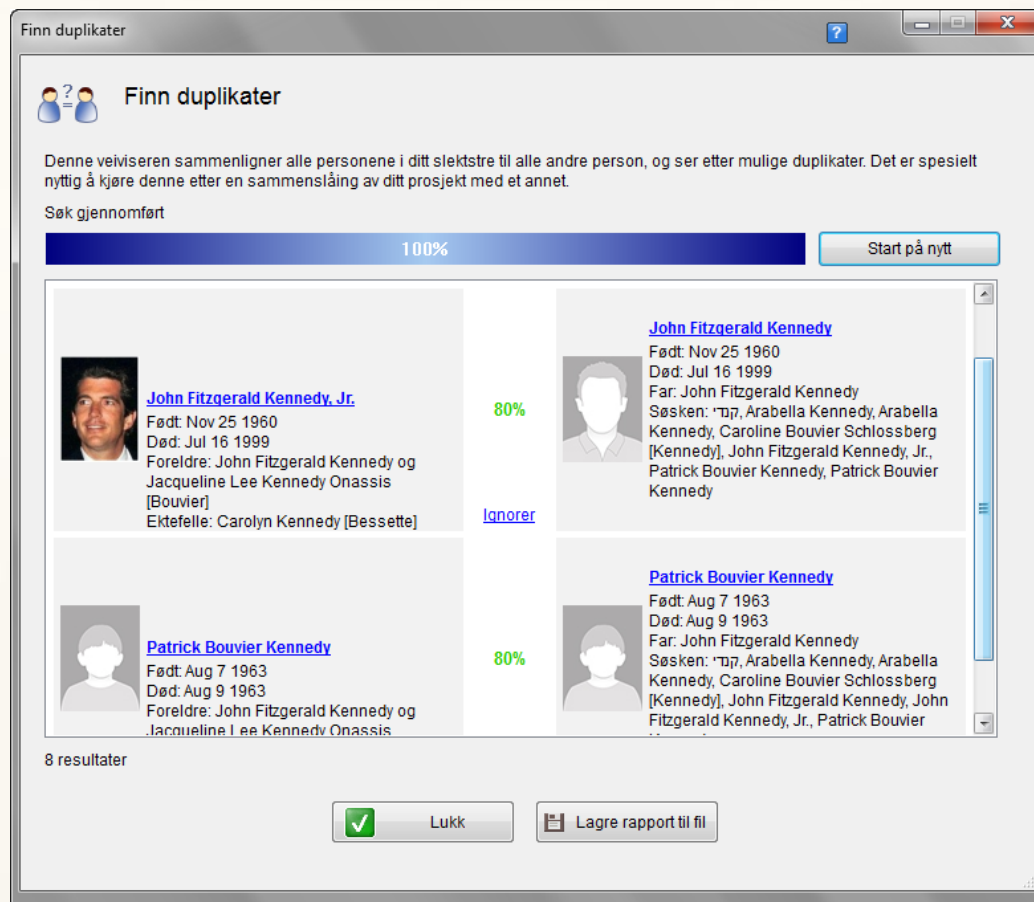 Finn duplikater
Finn duplikater
Denne veiviseren sammenligner alle personene i ditt slektstre til alle andre person, og ser etter mulige duplikater. Det er spesielt
nyttig å kjøre denne etter en sammenslåing av ditt prosjekt med et annet.
Søk gjennomført
100%
Start på nytt
John Fitzgerald Kennedy, Jr.
Født: Nov 25 1960
Død: Jul 16 1999
Foreldre: John Fitzgerald Kennedy og
Jacqueline Lee Kennedy Onassis
[Bouvier]
Ektefelle: Carolyn Kennedy [Bessette]
80%
Ignorer
John Fitzgerald Kennedy
Født: Nov 25 1960
Død: Jul 16 1999
Far: John Fitzgerald Kennedy
Søsken: קנדי, Arabella Kennedy, Arabella
Kennedy, Caroline Bouvier Schlossberg
[Kennedy], John Fitzgerald Kennedy, Jr.,
Patrick Bouvier Kennedy, Patrick Bouvier
Kennedy
Patrick Bouvier Kennedy
Født: Aug 7 1963
Død: Aug 9 1963
Foreldre: John Fitzgerald Kennedy og
Jacqueline Lee Kennedy Onassis
80%
Patrick Bouvier Kennedy
Født: Aug 7 1963
Død: Aug 9 1963
Far: John Fitzgerald Kennedy
Søsken: קנדי, Arabella Kennedy, Arabella
Kennedy, Caroline Bouvier Schlossberg
[Kennedy], John Fitzgerald Kennedy, John
Fitzgerald Kennedy, Jr., Patrick Bouvier
8 resultater
Lukk
Lagre rapport til fil